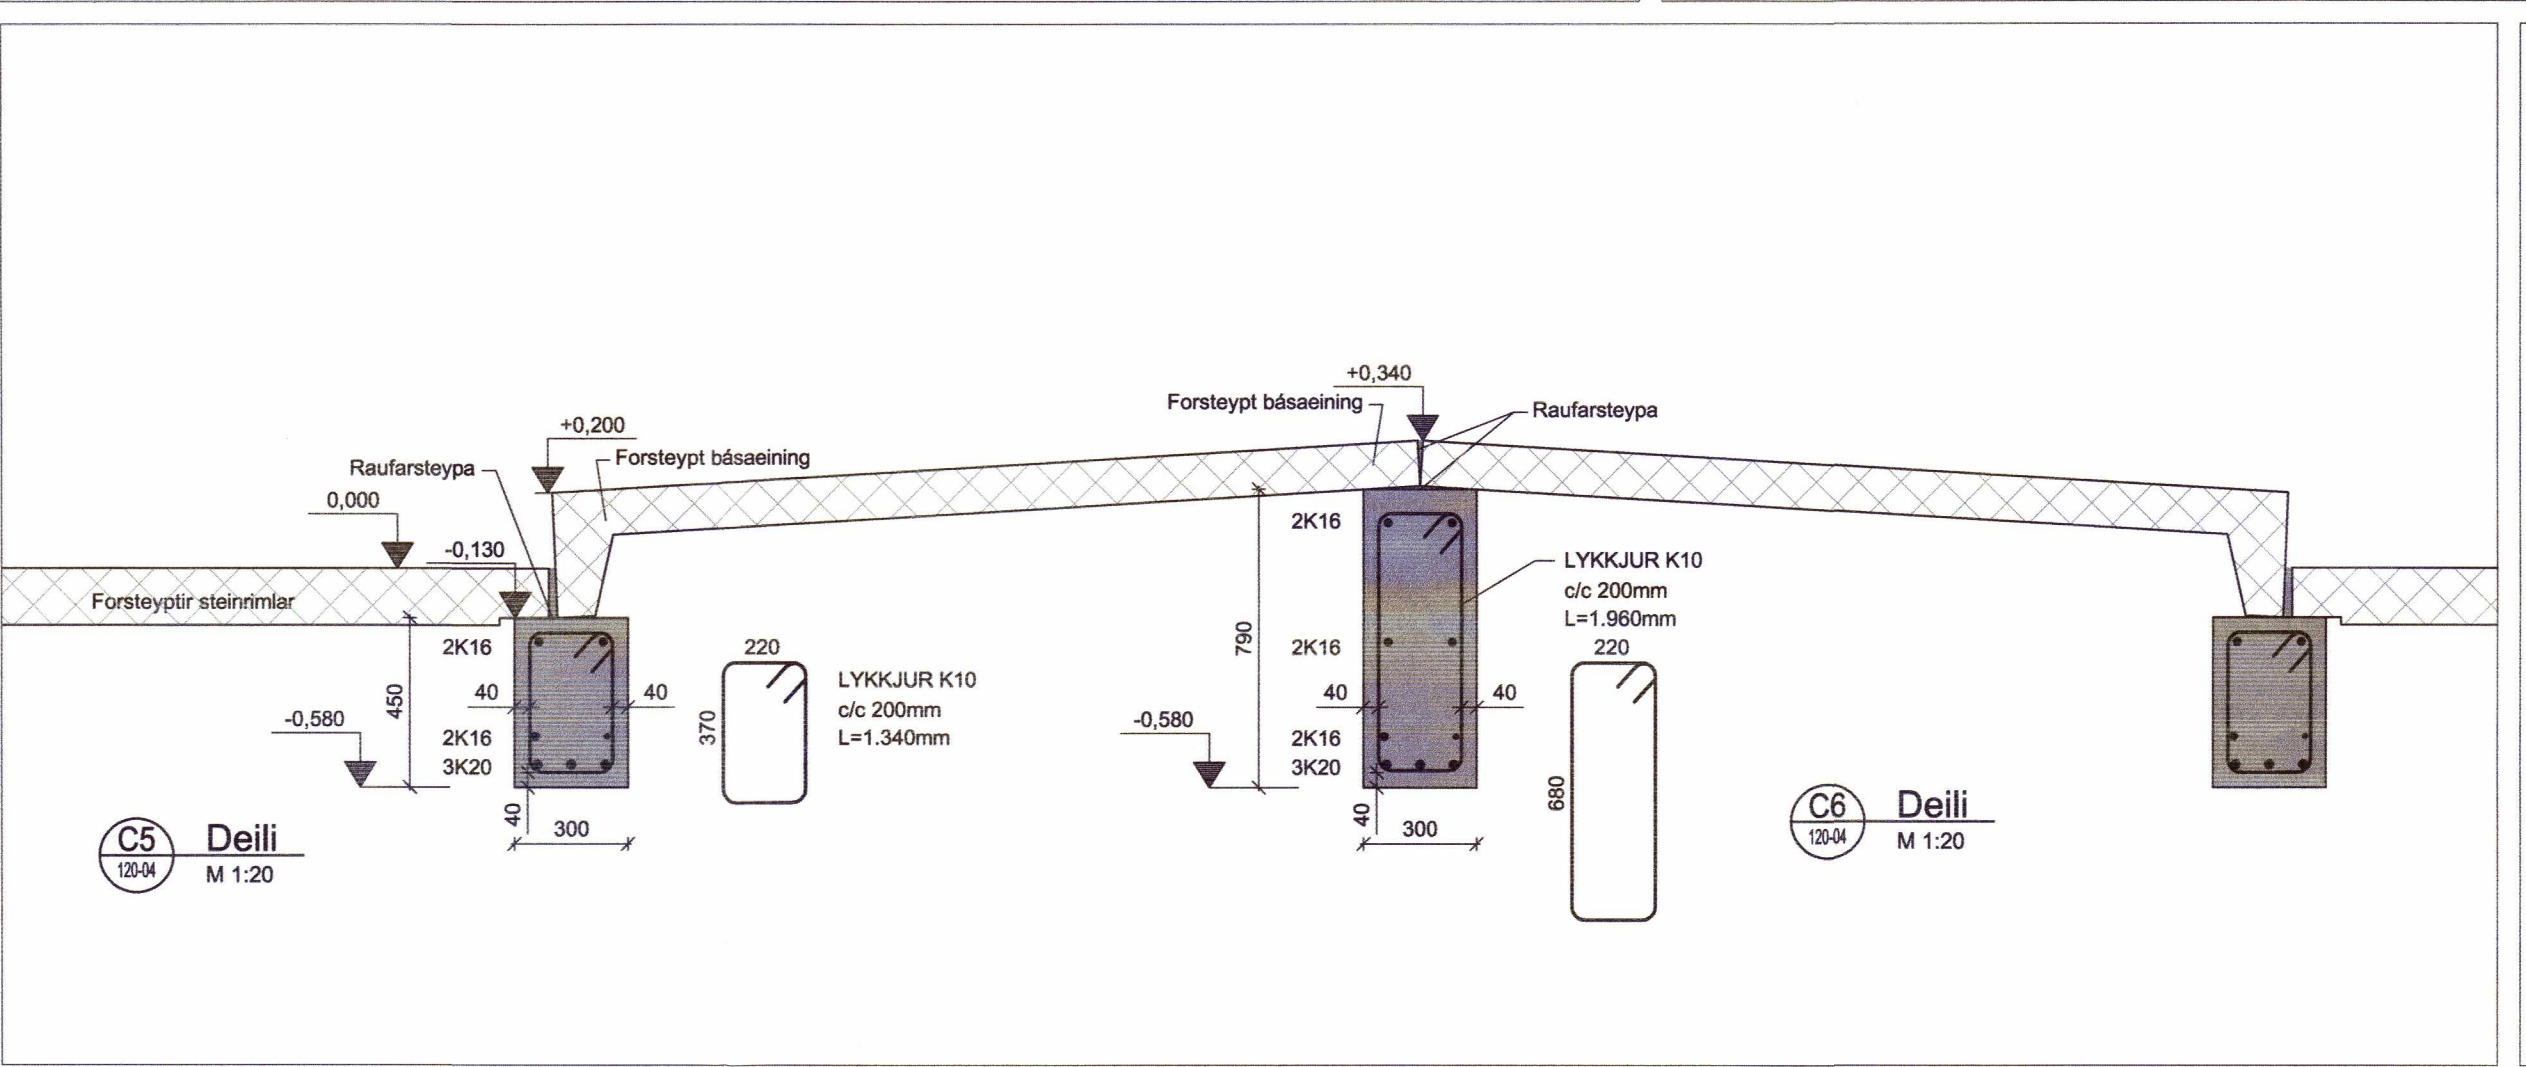 +0,340
Forsteypt básaeining
Raufarsteypa
+0,200
Forsteypt básaeining
Raufarsteypa
0,000
-0,130
Forsteyptir steinrimlar
2K16
2K16
3K20
40
40
450
-0,580
40
300
220
370
LYKKJUR K10
c/c 200mm
L=1.340mm
C5
120-04
Deili
M 1:20
2K16
2K16
2K16
3K20
790
40
40
-0,580
40
300
LYKKJUR K10
c/c 200mm
L=1.960mm
220
680
C6
120-04
Deili
M 1:20